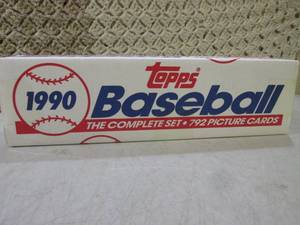 1990
Topps
Baseball
THE COMPLETE SET • 792 PICTURE CARDS